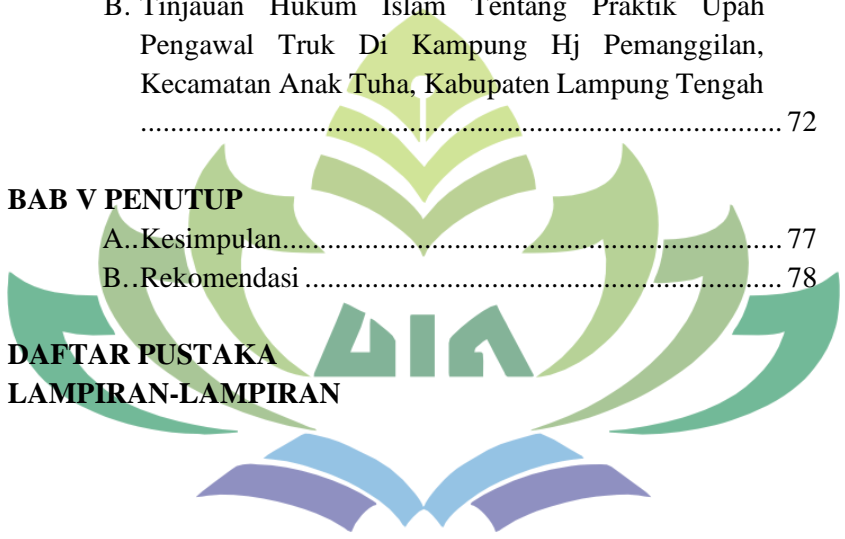 B. Tinjauan Hukum Islam Tentang Praktik Upah
Pengawal Truk Di Kampung Hj Pemanggilan,
Kecamatan Anak Tuha, Kabupaten Lampung Tengah
...................................................................................... 72
BAB V PENUTUP
A..Kesimpulan................................................................... 77
B..Rekomendasi ................................................................ 78
DAFTAR PUSTAKA
LAMPIRAN-LAMPIRAN
UIN